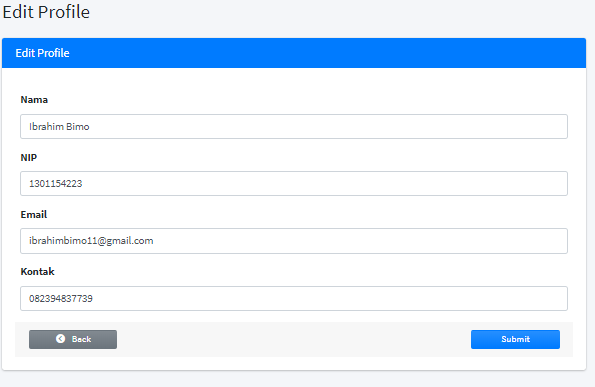 Edit Profile
Edit Profile
Nama
Ibrahim Bimo
NIP
1301154223
Email
ibrahimbimo11@gmail.com
Kontak
082394837739
Back Submit